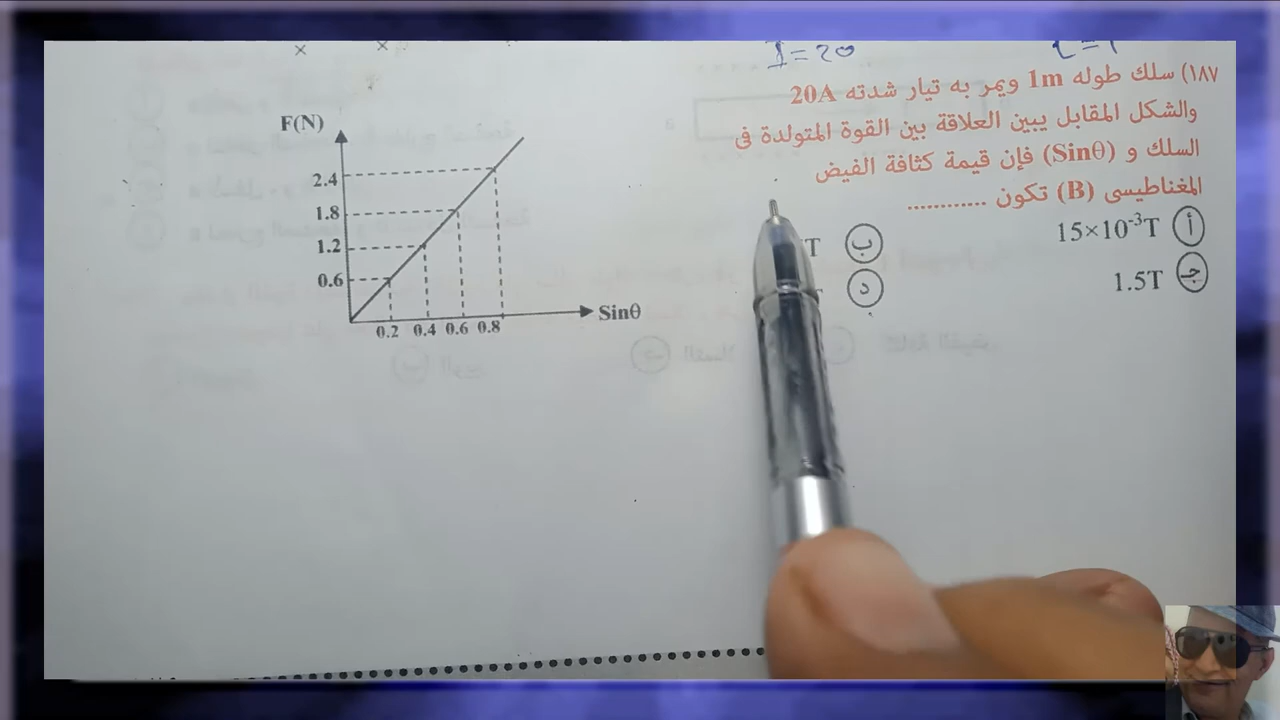 I=20
١٨٧) سلك طوله 1m ويمر به تيار شدته 20A
والشكل المقابل يبين العلاقة بين القوة المتولدة فى
السلك و (Sinθ) فإن قيمة كثافة الفيض
المغناطيسى (B) تكون ............
أ 15×10⁻³T
ب T
جـ 1.5T
د
F(N)
2.4
1.8
1.2
0.6
0.2 0.4 0.6 0.8
Sinθ